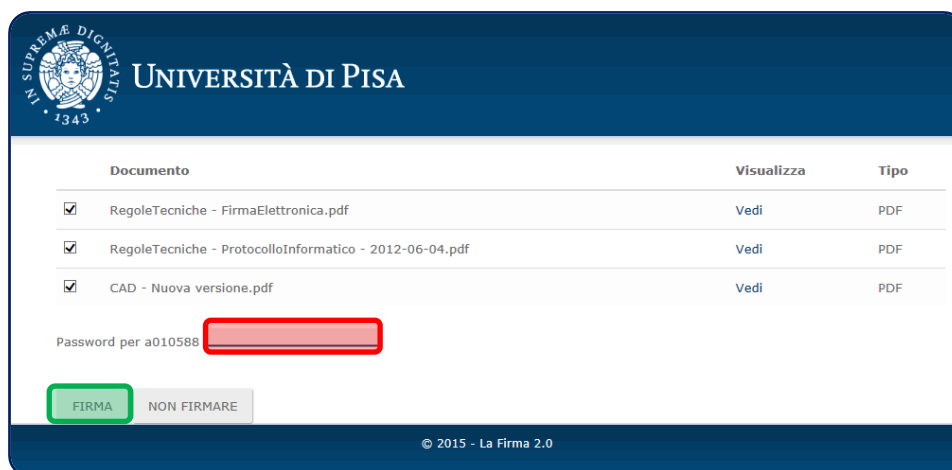 IN SUPREMÆ DIGNITATIS
· 1343 ·
UNIVERSITÀ DI PISA
Documento Visualizza Tipo
RegoleTecniche - FirmaElettronica.pdf Vedi PDF
RegoleTecniche - ProtocolloInformatico - 2012-06-04.pdf Vedi PDF
CAD - Nuova versione.pdf Vedi PDF
Password per a010588
FIRMA NON FIRMARE
© 2015 - La Firma 2.0